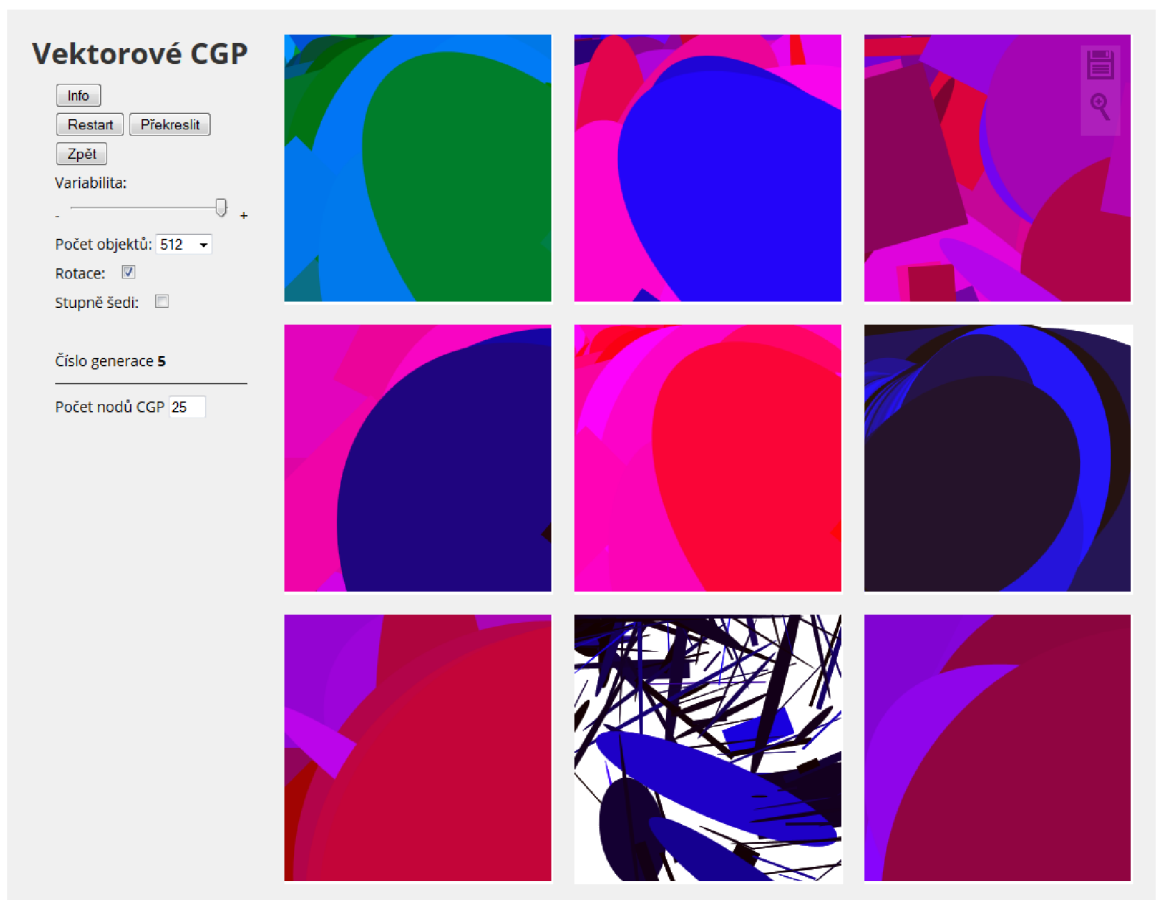 Vektorové CGP
Info
Restart Překreslit
Zpět
Variabilita:
- +
Počet objektů: 512
Rotace:
Stupně šedi:
Číslo generace 5
Počet nodů CGP 25